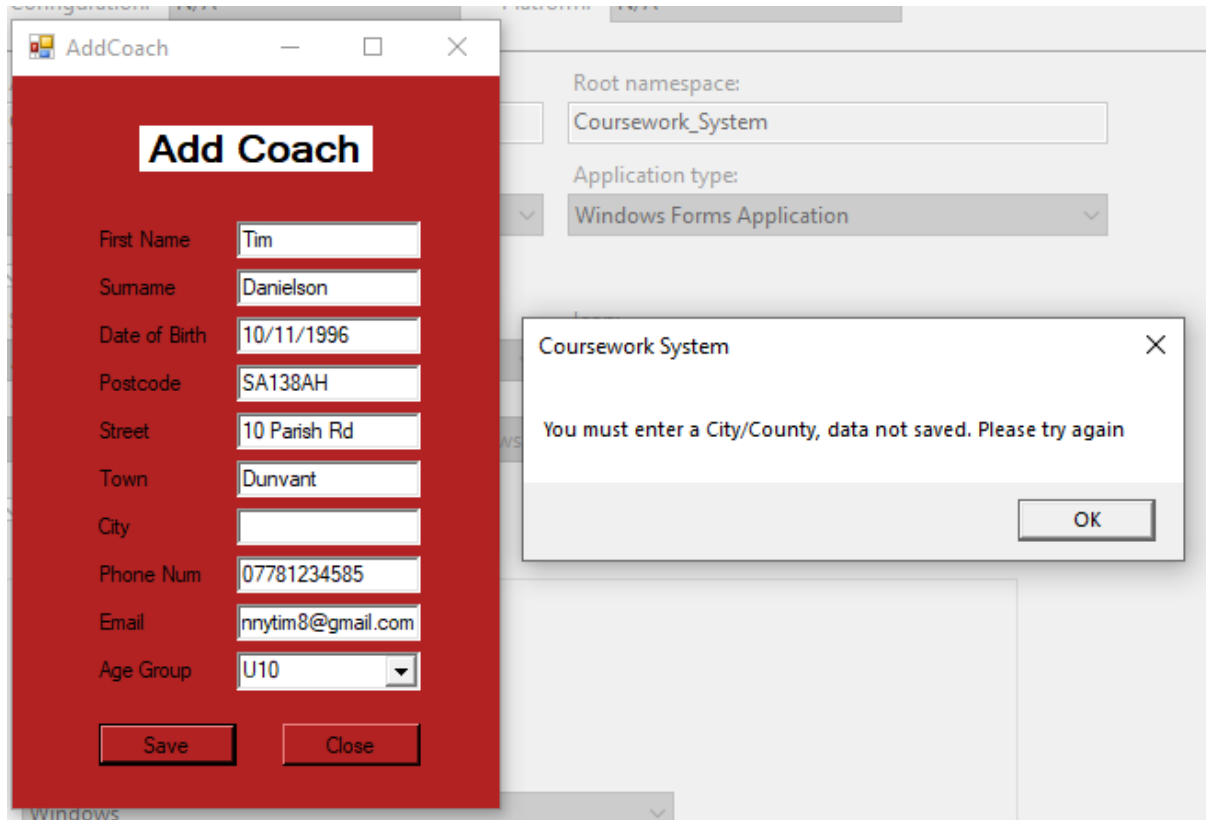 AddCoach
Add Coach
First Name Tim
Surname Danielson
Date of Birth 10/11/1996
Postcode SA138AH
Street 10 Parish Rd
Town Dunvant
City
Phone Num 07781234585
Email nnytim8@gmail.com
Age Group U10
Save Close
Root namespace:
Coursework_System
Application type:
Windows Forms Application
Coursework System
You must enter a City/County, data not saved. Please try again
OK
Windows